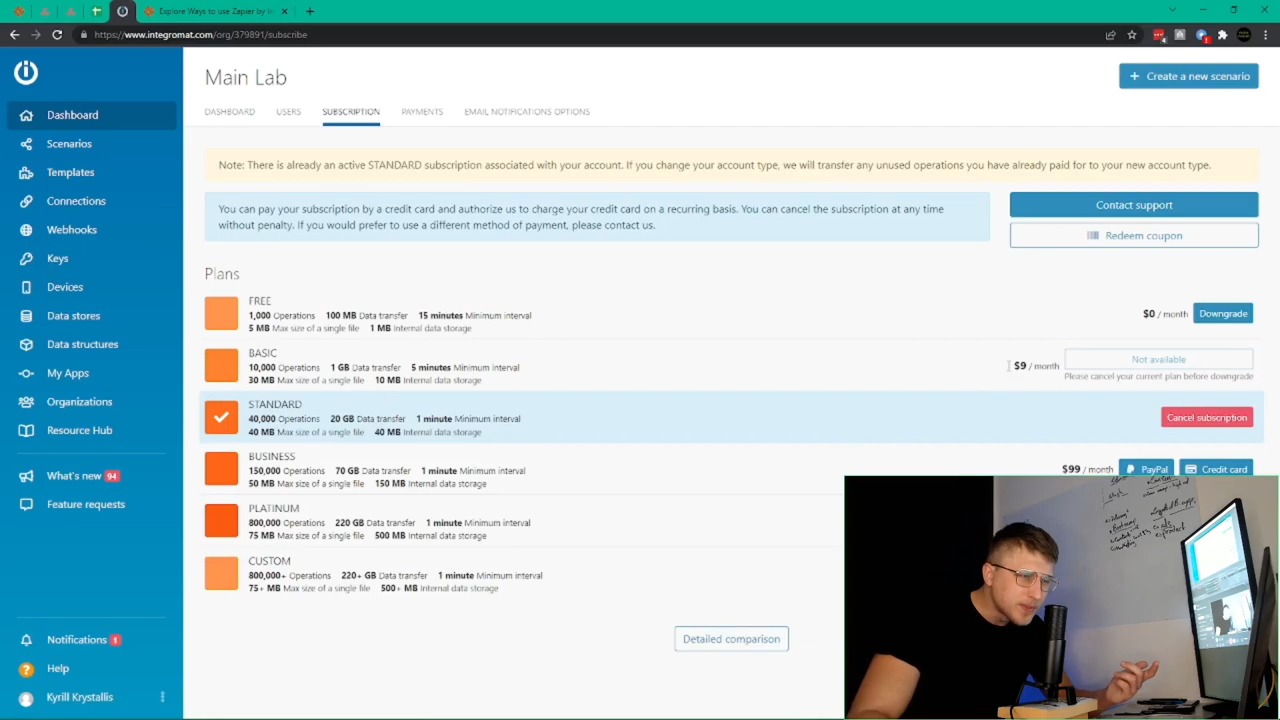 Explore Ways to use Zapier by In
https://www.integromat.com/org/379891/subscribe
Main Lab
+ Create a new scenario
DASHBOARD USERS SUBSCRIPTION PAYMENTS EMAIL NOTIFICATIONS OPTIONS
Dashboard
Scenarios
Templates
Connections
Webhooks
Keys
Devices
Data stores
Data structures
My Apps
Organizations
Resource Hub
What's new 94
Feature requests
Notifications 1
Help
Kyrill Krystallis
Note: There is already an active STANDARD subscription associated with your account. If you change your account type, we will transfer any unused operations you have already paid for to your new account type.
You can pay your subscription by a credit card and authorize us to charge your credit card on a recurring basis. You can cancel the subscription at any time
without penalty. If you would prefer to use a different method of payment, please contact us.
Contact support
Redeem coupon
Plans
FREE
1,000 Operations 100 MB Data transfer 15 minutes Minimum interval
5 MB Max size of a single file 1 MB Internal data storage
$0 / month Downgrade
BASIC
10,000 Operations 1 GB Data transfer 5 minutes Minimum interval
30 MB Max size of a single file 10 MB Internal data storage
$9 / month Not available
Please cancel your current plan before downgrade
STANDARD
40,000 Operations 20 GB Data transfer 1 minute Minimum interval
40 MB Max size of a single file 40 MB Internal data storage
Cancel subscription
BUSINESS
150,000 Operations 70 GB Data transfer 1 minute Minimum interval
50 MB Max size of a single file 150 MB Internal data storage
$99 / month PayPal Credit card
PLATINUM
800,000 Operations 220 GB Data transfer 1 minute Minimum interval
75 MB Max size of a single file 500 MB Internal data storage
CUSTOM
800,000+ Operations 220+ GB Data transfer 1 minute Minimum interval
75+ MB Max size of a single file 500+ MB Internal data storage
Detailed comparison